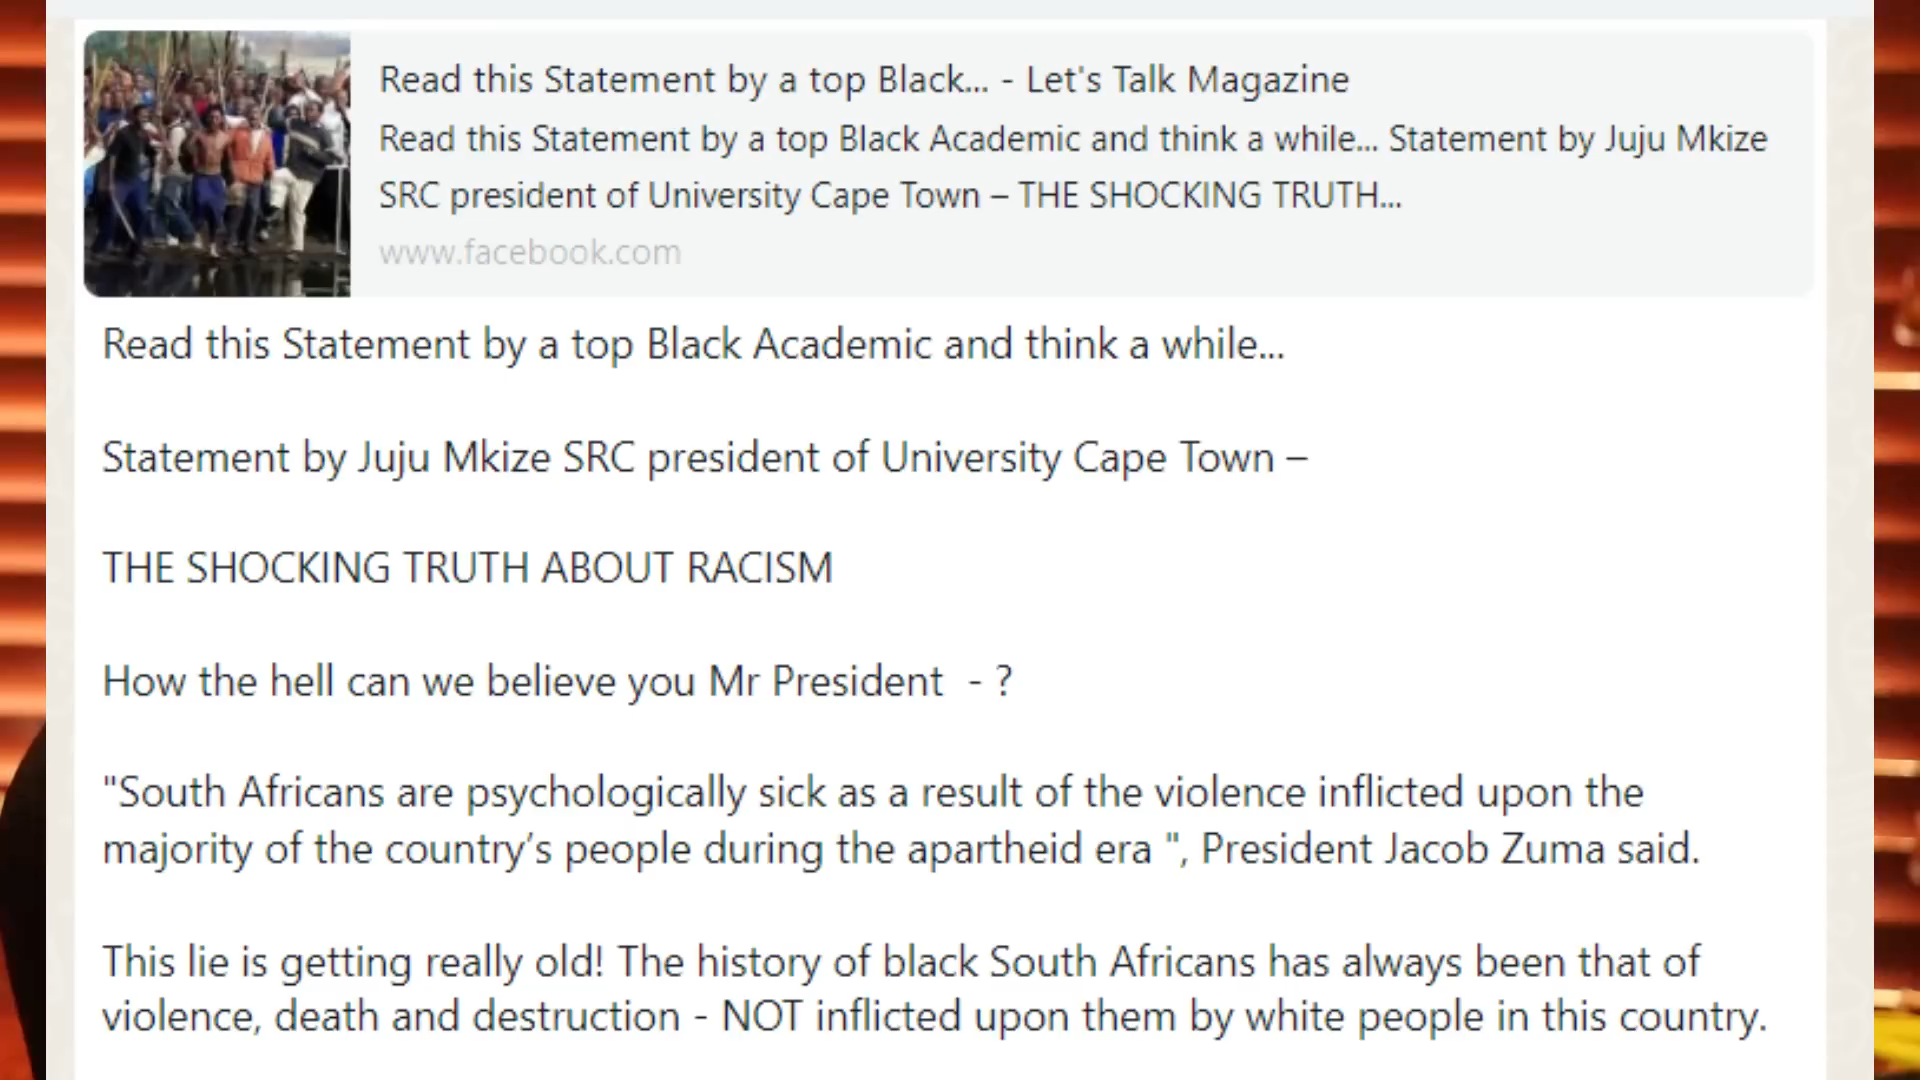 Read this Statement by a top Black... - Let's Talk Magazine
Read this Statement by a top Black Academic and think a while... Statement by Juju Mkize
SRC president of University Cape Town – THE SHOCKING TRUTH...
www.facebook.com
Read this Statement by a top Black Academic and think a while...
Statement by Juju Mkize SRC president of University Cape Town –
THE SHOCKING TRUTH ABOUT RACISM
How the hell can we believe you Mr President  - ?
"South Africans are psychologically sick as a result of the violence inflicted upon the
majority of the country’s people during the apartheid era ", President Jacob Zuma said.
This lie is getting really old! The history of black South Africans has always been that of
violence, death and destruction - NOT inflicted upon them by white people in this country.